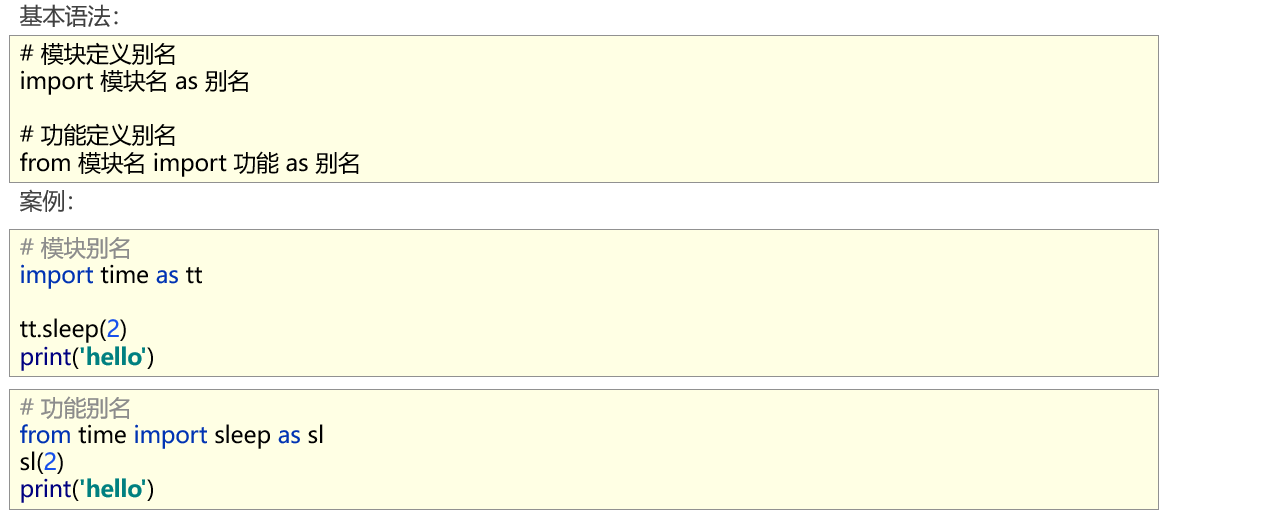 基本语法：
# 模块定义别名
import 模块名 as 别名
# 功能定义别名
from 模块名 import 功能 as 别名
案例：
# 模块别名
import time as tt
tt.sleep(2)
print('hello')
# 功能别名
from time import sleep as sl
sl(2)
print('hello')